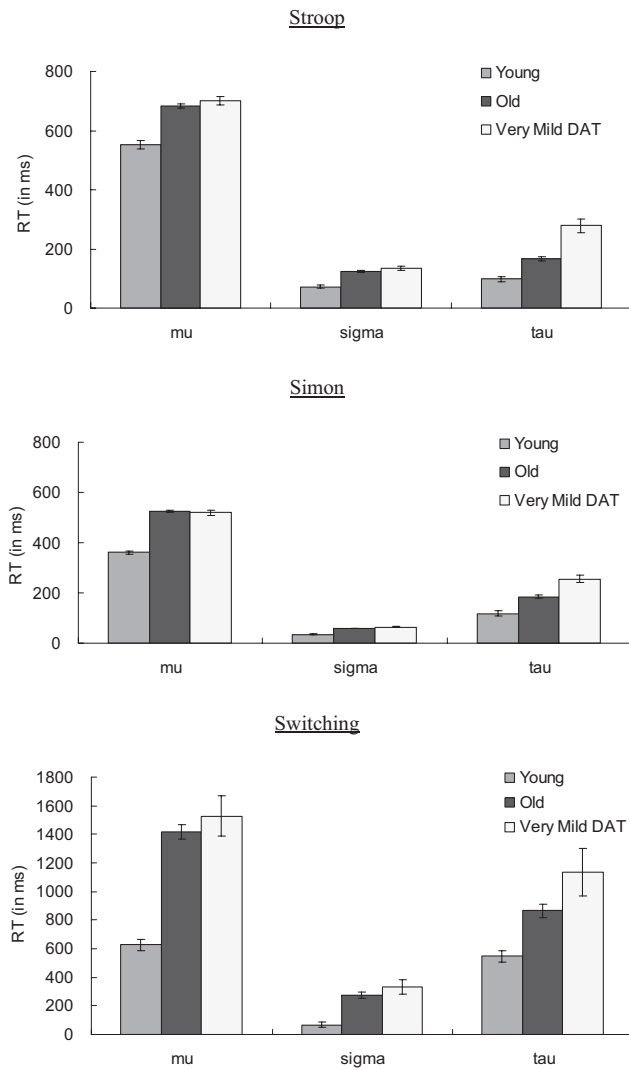 Stroop
800
600
400
200
0
RT (in ms)
Young
Old
Very Mild DAT
mu sigma tau
Simon
800
600
400
200
0
RT (in ms)
Young
Old
Very Mild DAT
mu sigma tau
Switching
1800
1600
1400
1200
1000
800
600
400
200
0
RT (in ms)
Young
Old
Very Mild DAT
mu sigma tau